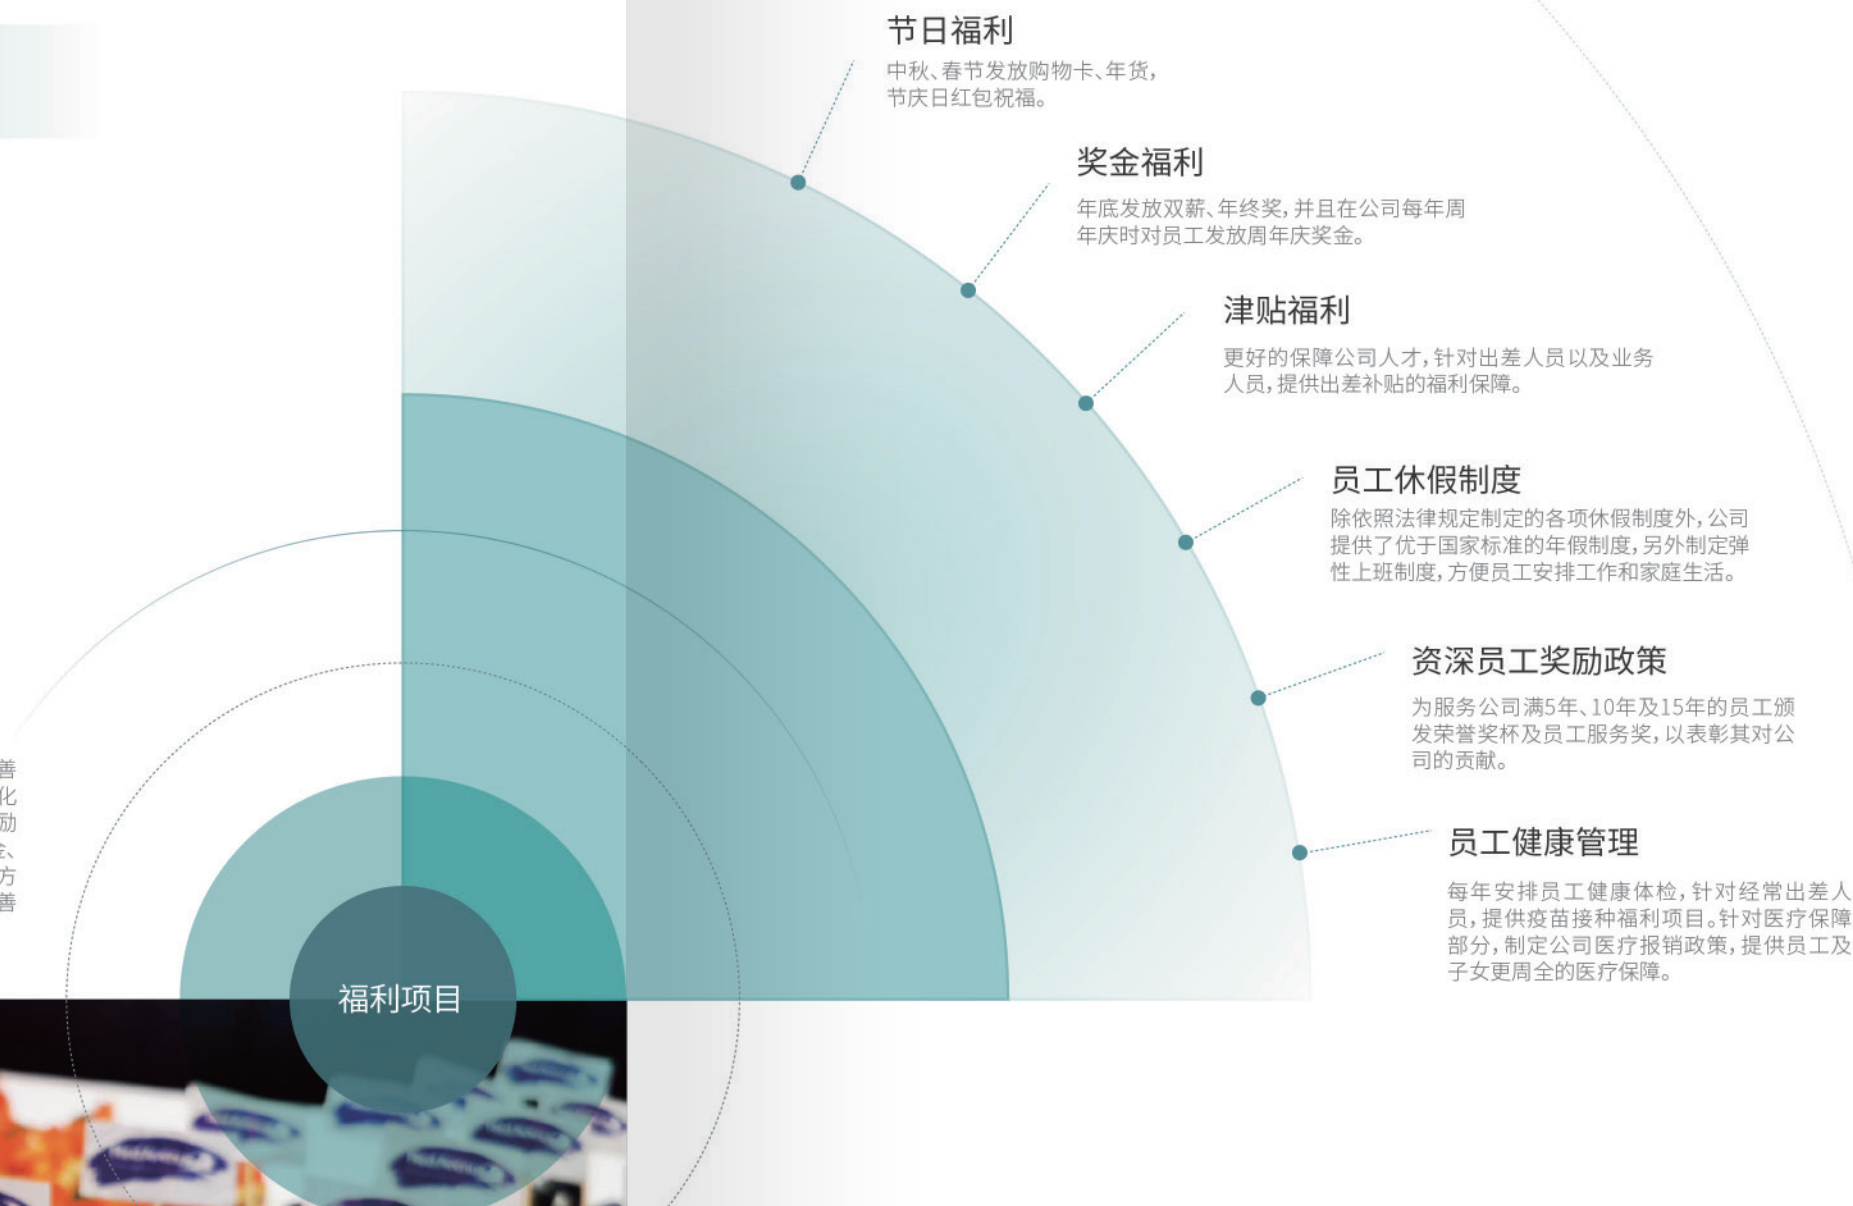 节日福利
中秋、春节发放购物卡、年货,
节庆日红包祝福。
奖金福利
年底发放双薪、年终奖,并且在公司每年周
年庆时对员工发放周年庆奖金。
津贴福利
更好的保障公司人才,针对出差人员以及业务
人员,提供出差补贴的福利保障。
员工休假制度
除依照法律规定制定的各项休假制度外,公司
提供了优于国家标准的年假制度,另外制定弹
性上班制度,方便员工安排工作和家庭生活。
资深员工奖励政策
为服务公司满5年、10年及15年的员工颁
发荣誉奖杯及员工服务奖,以表彰其对公
司的贡献。
员工健康管理
每年安排员工健康体检,针对经常出差人
员,提供疫苗接种福利项目。针对医疗保障
部分,制定公司医疗报销政策,提供员工及
子女更周全的医疗保障。
善
化
励
、
方
善
福利项目